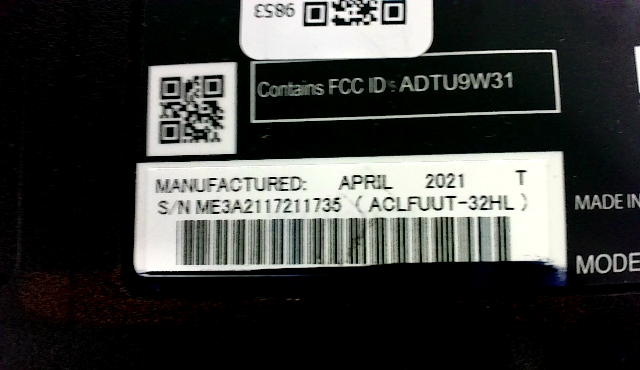 9853
Contains FCC ID: ADTU9W31
MANUFACTURED: APRIL 2021 T
S/N ME3A2117211735 (ACLFUUT-32HL)
MADE IN
MODE